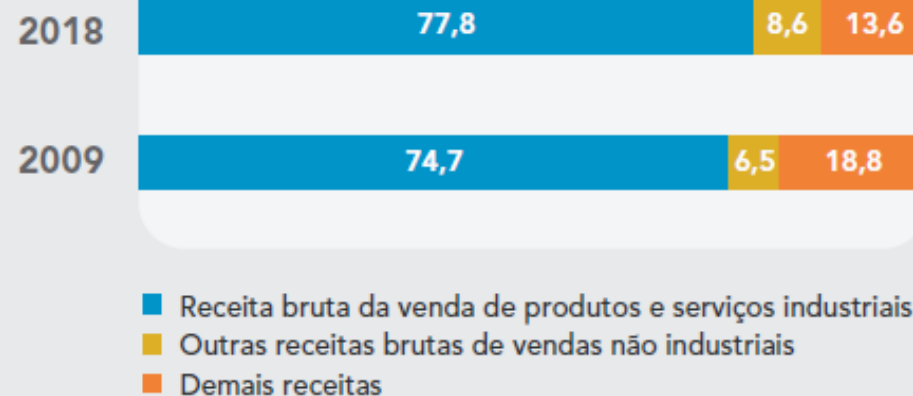 2018 77,8 8,6 13,6
2009 74,7 6,5 18,8
Receita bruta da venda de produtos e serviços industriais
Outras receitas brutas de vendas não industriais
Demais receitas